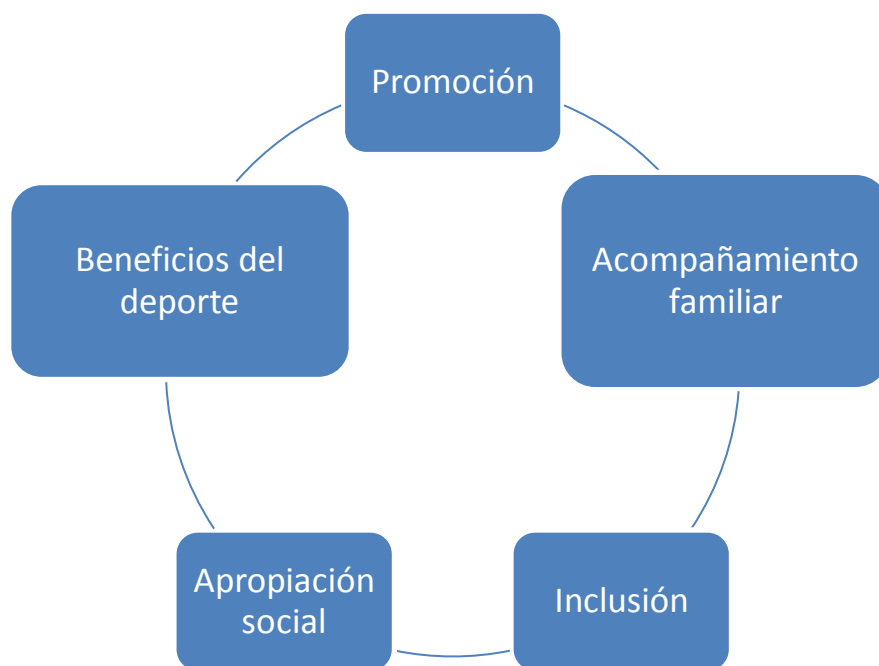 Promoción
Acompañamiento
familiar
Inclusión
Apropiación
social
Beneficios del
deporte